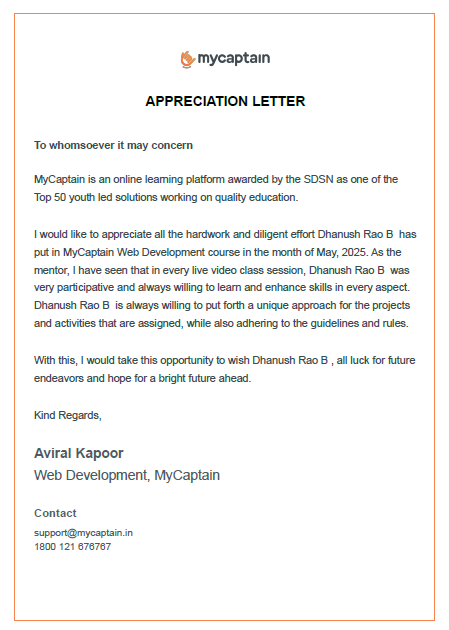 mycaptain
APPRECIATION LETTER
To whomsoever it may concern
MyCaptain is an online learning platform awarded by the SDSN as one of the
Top 50 youth led solutions working on quality education.
I would like to appreciate all the hardwork and diligent effort Dhanush Rao B  has
put in MyCaptain Web Development course in the month of May, 2025. As the
mentor, I have seen that in every live video class session, Dhanush Rao B  was
very participative and always willing to learn and enhance skills in every aspect.
Dhanush Rao B  is always willing to put forth a unique approach for the projects
and activities that are assigned, while also adhering to the guidelines and rules.
With this, I would take this opportunity to wish Dhanush Rao B , all luck for future
endeavors and hope for a bright future ahead.
Kind Regards,
Aviral Kapoor
Web Development, MyCaptain
Contact
support@mycaptain.in
1800 121 676767